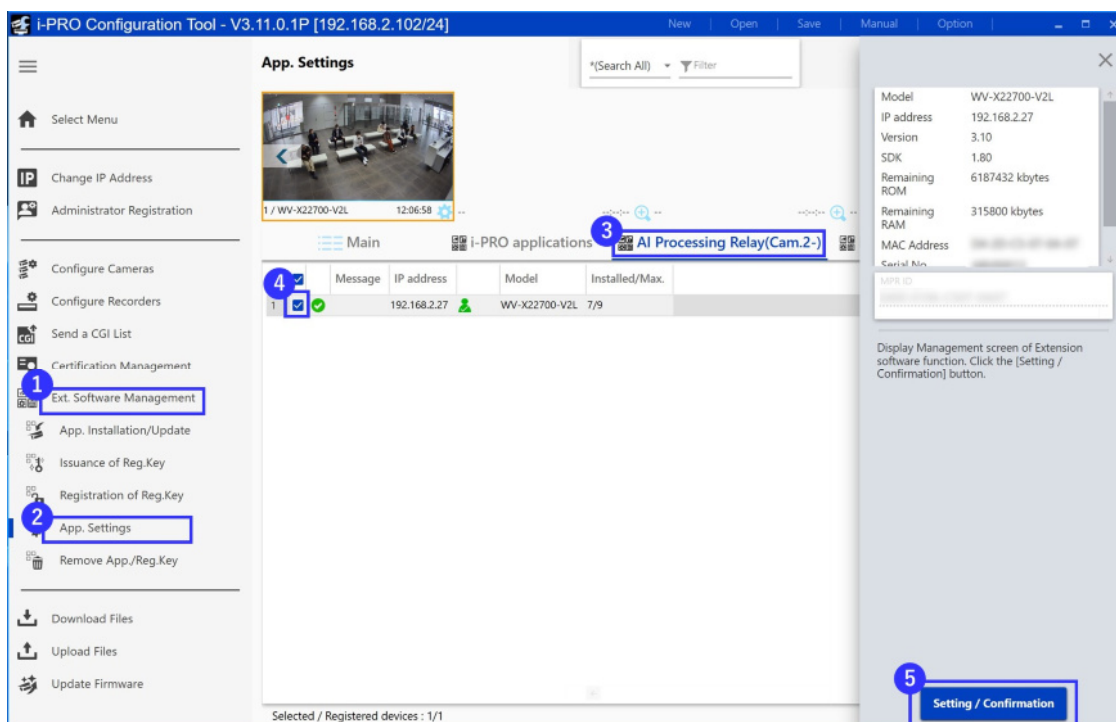 i-PRO Configuration Tool - V3.11.0.1P [192.168.2.102/24]
New | Open | Save | Manual | Option |
Select Menu
IP Change IP Address
Administrator Registration
Configure Cameras
Configure Recorders
CGI Send a CGI List
Certification Management
1
Ext. Software Management
App. Installation/Update
Issuance of Reg.Key
Registration of Reg.Key
2
App. Settings
Remove App./Reg.Key
Download Files
Upload Files
Update Firmware
App. Settings
*(Search All) Filter
1 / WV-X22700-V2L 12:06:58 -- --:--:-- -- --:--:-- --
Main i-PRO applications 3 AI Processing Relay(Cam.2-)
4
Message IP address Model Installed/Max.
1 192.168.2.27 WV-X22700-V2L 7/9
Selected / Registered devices : 1/1
Model WV-X22700-V2L
IP address 192.168.2.27
Version 3.10
SDK 1.80
Remaining ROM 6187432 kbytes
Remaining RAM 315800 kbytes
MAC Address
Serial No.
MPR ID
Display Management screen of Extension
software function. Click the [Setting /
Confirmation] button.
5
Setting / Confirmation